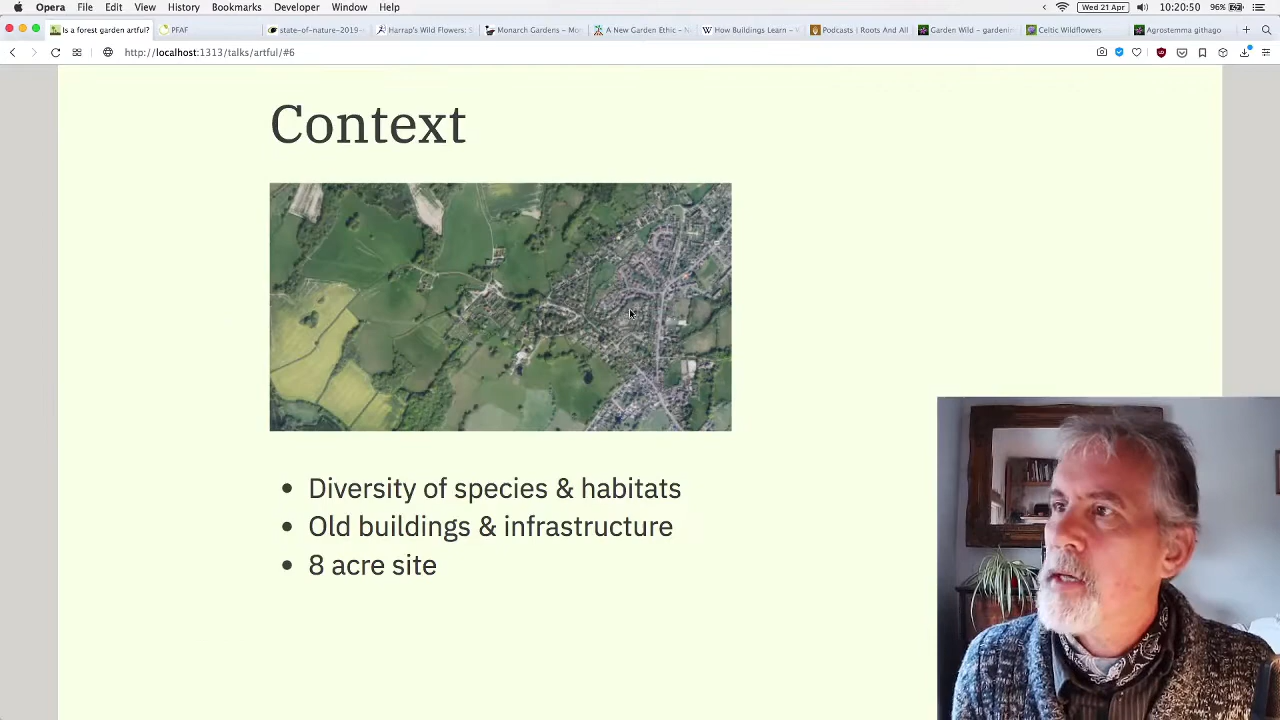 Opera File Edit View History Bookmarks Developer Window Help Wed 21 Apr 10:20:50 96%
Is a forest garden artful? PFAF state-of-nature-2019- Harrap's Wild Flowers: Monarch Gardens – Mo A New Garden Ethic – How Buildings Learn – Podcasts | Roots And All Garden Wild – gardenin Celtic Wildflowers Agrostemma githago
http://localhost:1313/talks/artful/#6
Context
• Diversity of species & habitats
• Old buildings & infrastructure
• 8 acre site